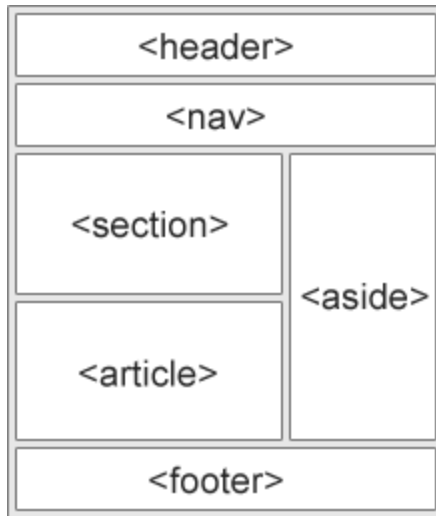 <header>
<nav>
<section>
<aside>
<article>
<footer>